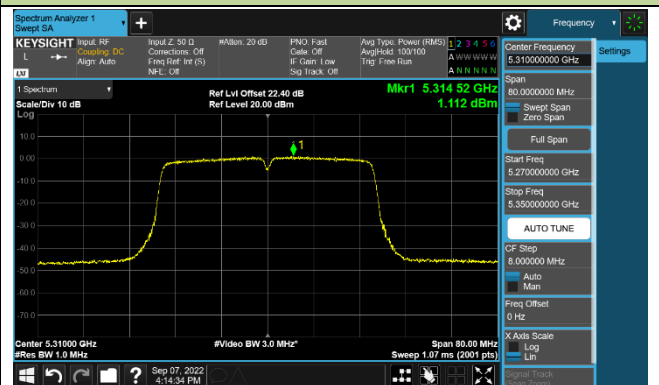 Spectrum Analyzer 1
Swept SA
Frequency
KEYSIGHT
L
LXI
Input: RF
Coupling: DC
Align: Auto
Input Z: 50 Ω
Corrections: Off
Freq Ref: Int (S)
NFE: Off
#Atten: 20 dB
PNO: Fast
Gate: Off
IF Gain: Low
Sig Track: Off
Avg Type: Power (RMS)
Avg|Hold: 100/100
Trig: Free Run
1 2 3 4 5 6
A W W W W W
A N N N N N
1 Spectrum
Scale/Div 10 dB
Log
Ref Lvl Offset 22.40 dB
Ref Level 20.00 dBm
Mkr1 5.314 52 GHz
1.112 dBm
10.0
0.00
-10.0
-20.0
-30.0
-40.0
-50.0
-60.0
-70.0
1
Center 5.31000 GHz
#Res BW 1.0 MHz
#Video BW 3.0 MHz*
Span 80.00 MHz
Sweep 1.07 ms (2001 pts)
Center Frequency
5.310000000 GHz
Settings
Span
80.0000000 MHz
Swept Span
Zero Span
Full Span
Start Freq
5.270000000 GHz
Stop Freq
5.350000000 GHz
AUTO TUNE
CF Step
8.000000 MHz
Auto
Man
Freq Offset
0 Hz
X Axis Scale
Log
Lin
Signal Track
(Span Zoom)
?
Sep 07, 2022
4:14:34 PM